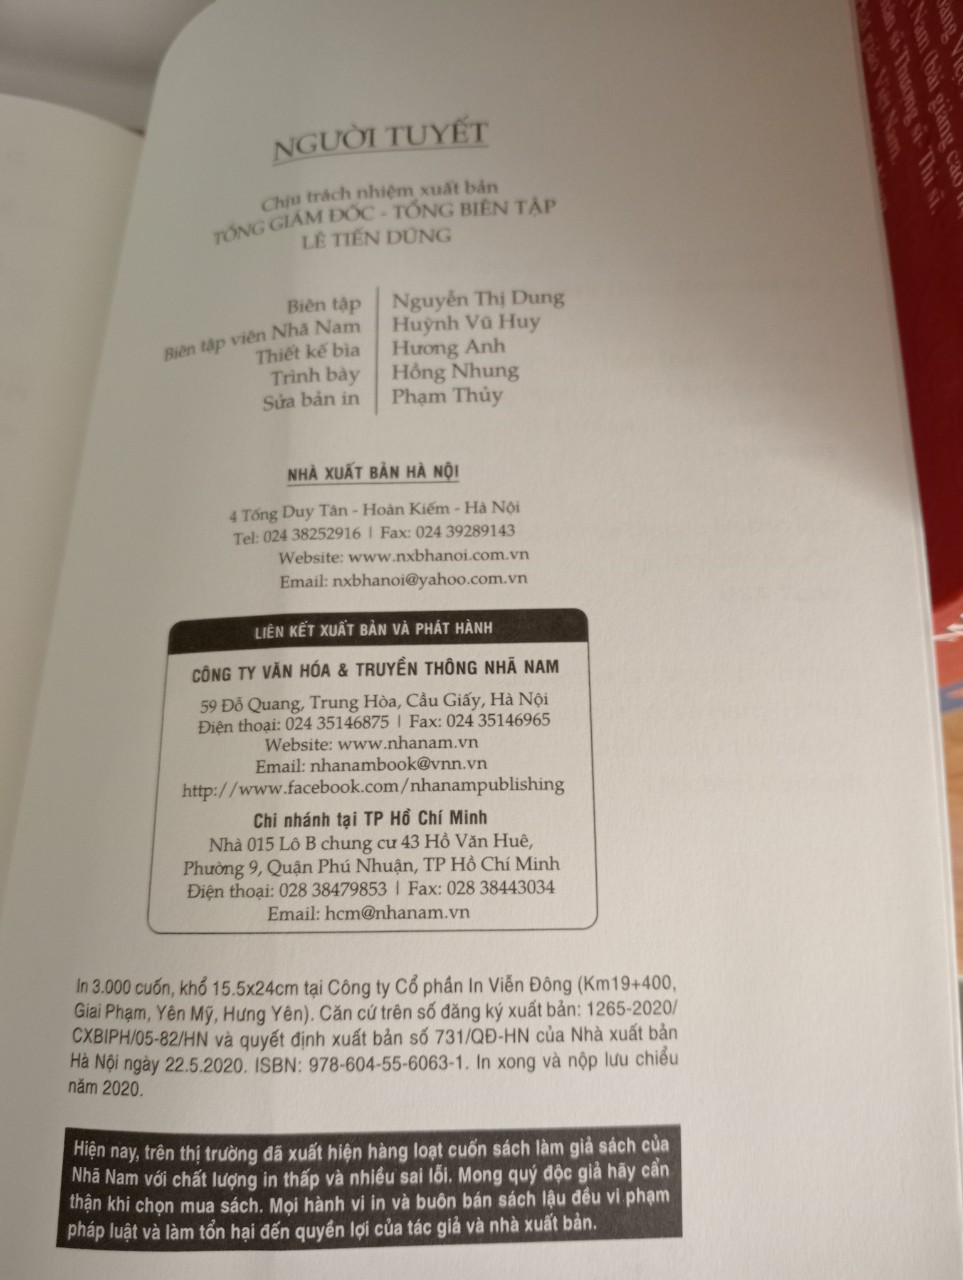 NGƯỜI TUYẾT
Chịu trách nhiệm xuất bản
TỔNG GIÁM ĐỐC - TỔNG BIÊN TẬP
LÊ TIẾN DŨNG
Biên tập | Nguyễn Thị Dung
Biên tập viên Nhã Nam | Huỳnh Vũ Huy
Thiết kế bìa | Hương Anh
Trình bày | Hồng Nhung
Sửa bản in | Phạm Thủy
NHÀ XUẤT BẢN HÀ NỘI
4 Tống Duy Tân - Hoàn Kiếm - Hà Nội
Tel: 024 38252916 | Fax: 024 39289143
Website: www.nxbhanoi.com.vn
Email: nxbhanoi@yahoo.com.vn
LIÊN KẾT XUẤT BẢN VÀ PHÁT HÀNH
CÔNG TY VĂN HÓA & TRUYỀN THÔNG NHÃ NAM
59 Đỗ Quang, Trung Hòa, Cầu Giấy, Hà Nội
Điện thoại: 024 35146875 | Fax: 024 35146965
Website: www.nhanam.vn
Email: nhanambook@vnn.vn
http://www.facebook.com/nhanampublishing
Chi nhánh tại TP Hồ Chí Minh
Nhà 015 Lô B chung cư 43 Hồ Văn Huê,
Phường 9, Quận Phú Nhuận, TP Hồ Chí Minh
Điện thoại: 028 38479853 | Fax: 028 38443034
Email: hcm@nhanam.vn
In 3.000 cuốn, khổ 15.5x24cm tại Công ty Cổ phần In Viễn Đông (Km19+400,
Giai Phạm, Yên Mỹ, Hưng Yên). Căn cứ trên số đăng ký xuất bản: 1265-2020/
CXBIPH/05-82/HN và quyết định xuất bản số 731/QĐ-HN của Nhà xuất bản
Hà Nội ngày 22.5.2020. ISBN: 978-604-55-6063-1. In xong và nộp lưu chiểu
năm 2020.
Hiện nay, trên thị trường đã xuất hiện hàng loạt cuốn sách làm giả sách của
Nhã Nam với chất lượng in thấp và nhiều sai lỗi. Mong quý độc giả hãy cẩn
thận khi chọn mua sách. Mọi hành vi in và buôn bán sách lậu đều vi phạm
pháp luật và làm tổn hại đến quyền lợi của tác giả và nhà xuất bản.
Việt
Nam (bài giảng cao
sĩ, Thượng sĩ, Thi sĩ,
giáo Việt Nam.